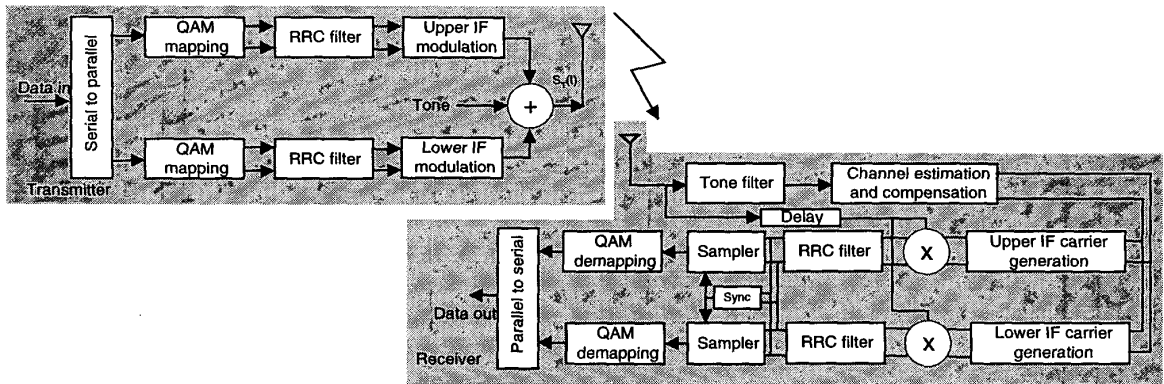 QAM
mapping
RRC filter
Upper IF
modulation
Serial to parallel
Data in
Tone
+
S_T(t)
QAM
mapping
RRC filter
Lower IF
modulation
Transmitter
Tone filter
Channel estimation
and compensation
Delay
Parallel to serial
QAM
demapping
Sampler
RRC filter
X
Upper IF carrier
generation
Sync
Data out
QAM
demapping
Sampler
RRC filter
X
Lower IF carrier
generation
Receiver